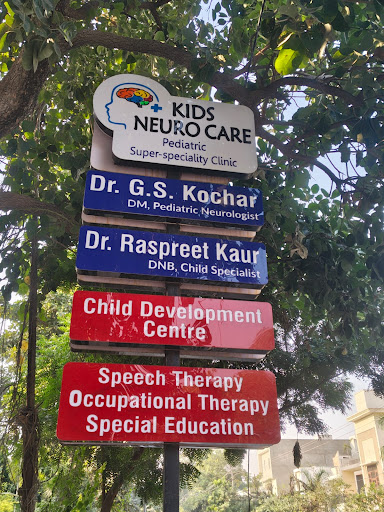 KIDS
NEURO CARE
Pediatric
Super-speciality Clinic
Dr. G.S. Kochar
DM, Pediatric Neurologist
Dr. Raspreet Kaur
DNB, Child Specialist
Child Development
Centre
Speech Therapy
Occupational Therapy
Special Education